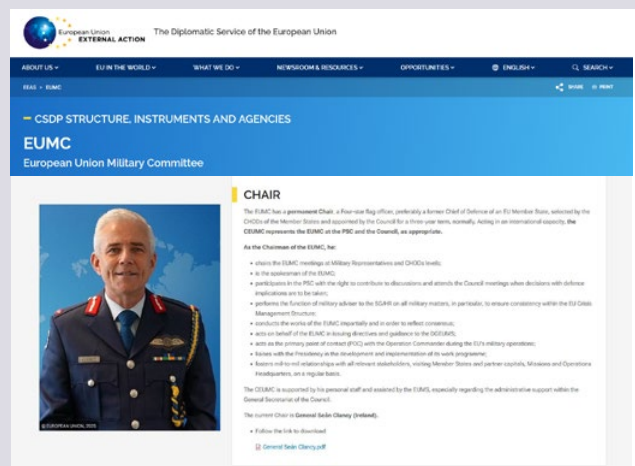 European Union
EXTERNAL ACTION
The Diplomatic Service of the European Union
ABOUT US
EU IN THE WORLD
WHAT WE DO
NEWSROOM & RESOURCES
OPPORTUNITIES
ENGLISH
SEARCH
EEAS > EUMC
SHARE
PRINT
CSDP STRUCTURE, INSTRUMENTS AND AGENCIES
EUMC
European Union Military Committee
CHAIR
The EUMC has a permanent Chair, a Four-star flag officer, preferably a former Chief of Defence of an EU Member State, selected by the
CHODs of the Member States and appointed by the Council for a three-year term, normally. Acting in an international capacity, the
CEUMC represents the EUMC at the PSC and the Council, as appropriate.
As the Chairman of the EUMC, he:
• chairs the EUMC meetings at Military Representatives and CHODs levels;
• is the spokesman of the EUMC;
• participates in the PSC with the right to contribute to discussions and attends the Council meetings when decisions with defence
implications are to be taken;
• performs the function of military adviser to the SG/HR on all military matters, in particular, to ensure consistency within the EU Crisis
Management Structure;
• conducts the works of the EUMC impartially and in order to reflect consensus;
• acts on behalf of the EUMC in issuing directives and guidance to the DGEUMS;
• acts as the primary point of contact (POC) with the Operation Commander during the EU's military operations;
• liaises with the Presidency in the development and implementation of its work programme;
• fosters mil-to-mil relationships with all relevant stakeholders, visiting Member States and partner capitals, Missions and Operations
Headquarters, on a regular basis.
The CEUMC is supported by his personal staff and assisted by the EUMS, especially regarding the administrative support within the
General Secretariat of the Council.
The current Chair is General Seán Clancy (Ireland).
• Follow the link to download
General Seán Clancy.pdf
© EUROPEAN UNION, 2025